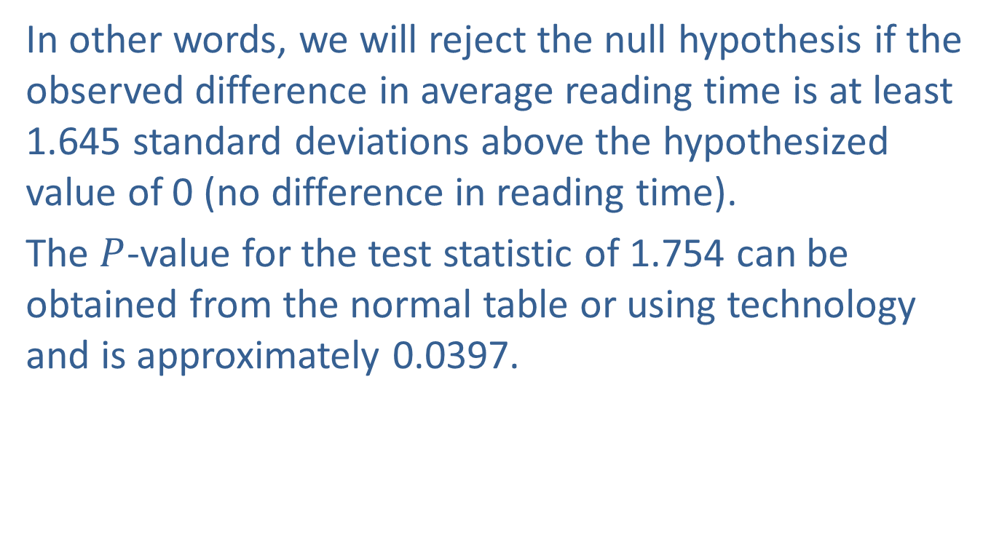 In other words, we will reject the null hypothesis if the
observed difference in average reading time is at least
1.645 standard deviations above the hypothesized
value of 0 (no difference in reading time).
The P-value for the test statistic of 1.754 can be
obtained from the normal table or using technology
and is approximately 0.0397.